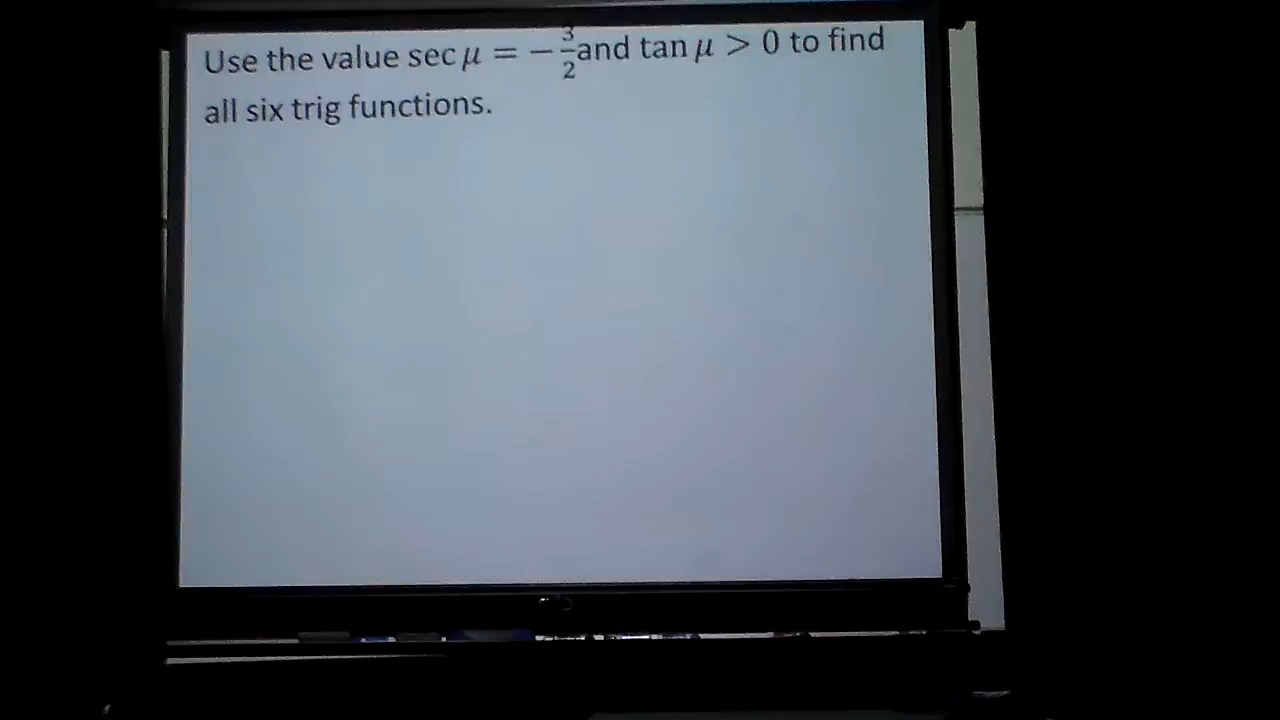 Use the value sec μ = −3/2 and tan μ > 0 to find
all six trig functions.